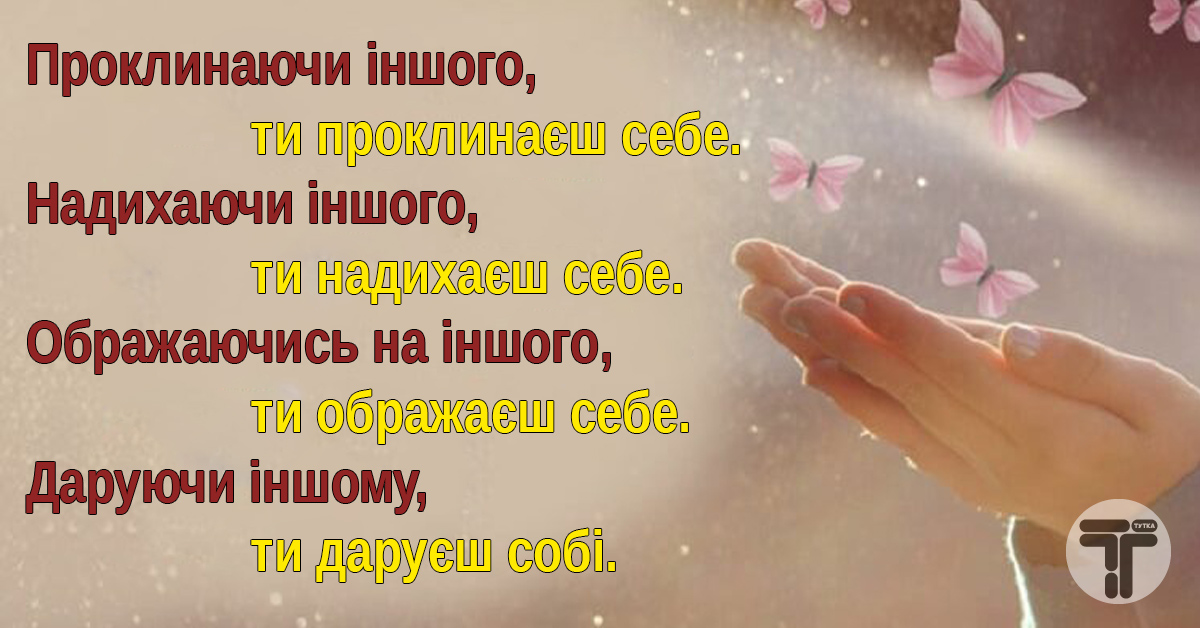 Проклинаючи іншого,
ти проклинаєш себе.
Надихаючи іншого,
ти надихаєш себе.
Ображаючись на іншого,
ти ображаєш себе.
Даруючи іншому,
ти даруєш собі.
ТУТКА